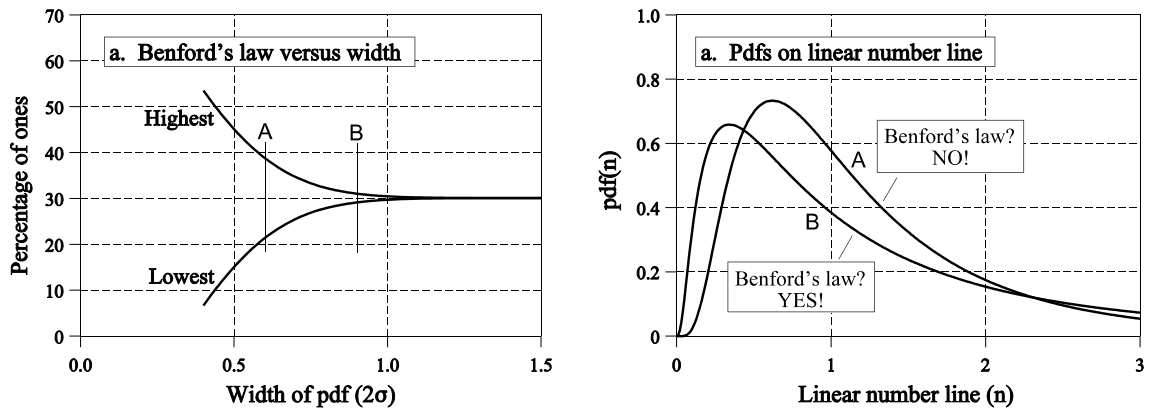 a. Benford's law versus width
Percentage of ones
70
60
50
40
30
20
10
0
Highest
Lowest
A
B
0.0
0.5
1.0
1.5
Width of pdf (2σ)
a. Pdfs on linear number line
pdf(n)
1.0
0.8
0.6
0.4
0.2
0
Benford's law?
NO!
A
B
Benford's law?
YES!
0
1
2
3
Linear number line (n)